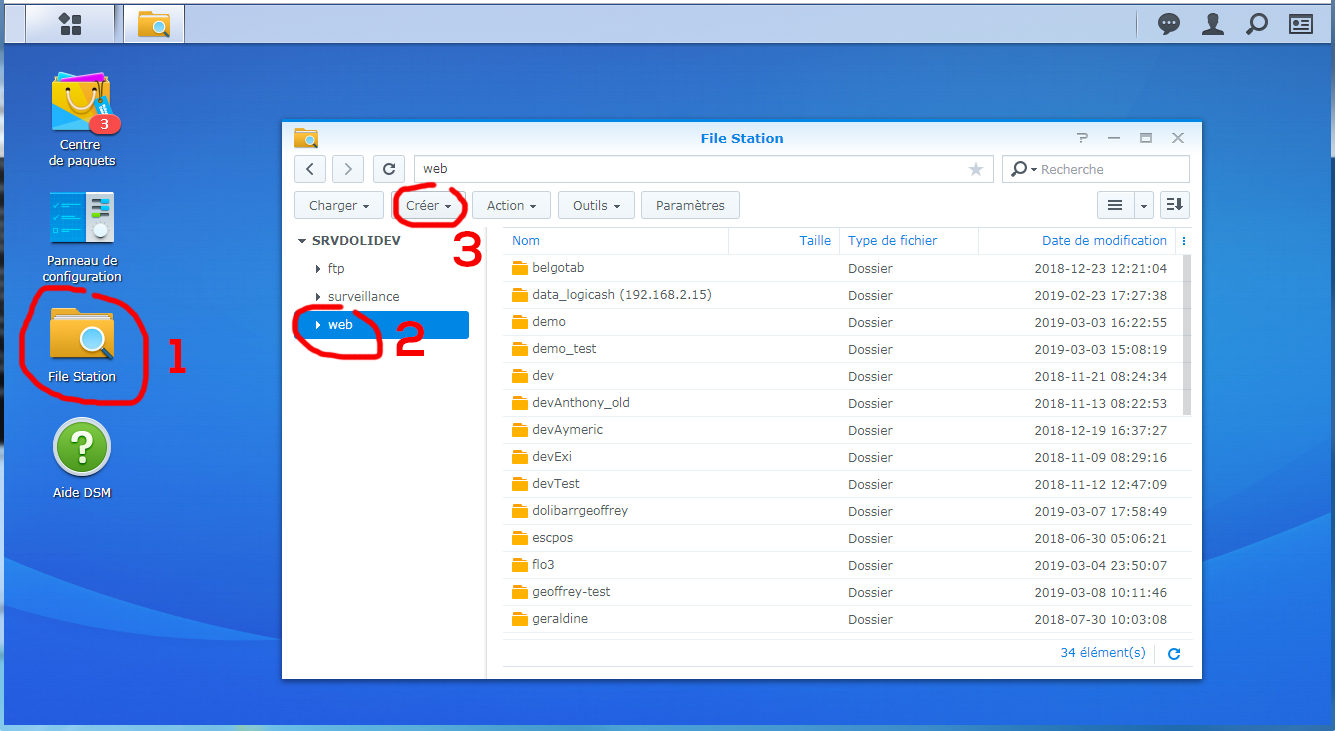 3
Centre
de paquets
Panneau de
configuration
File Station
1
Aide DSM
File Station
web
Recherche
Charger
Créer
Action
Outils
Paramètres
3
SRVDOLIDEV
ftp
surveillance
web
2
Nom Taille Type de fichier Date de modification
belgotab Dossier 2018-12-23 12:21:04
data_logicash (192.168.2.15) Dossier 2019-02-23 17:27:38
demo Dossier 2019-03-03 16:22:55
demo_test Dossier 2019-03-03 15:08:19
dev Dossier 2018-11-21 08:24:34
devAnthony_old Dossier 2018-11-13 08:22:53
devAymeric Dossier 2018-12-19 16:37:27
devExi Dossier 2018-11-09 08:29:16
devTest Dossier 2018-11-12 12:47:09
dolibarrgeoffrey Dossier 2019-03-07 17:58:49
escpos Dossier 2018-06-30 05:06:21
flo3 Dossier 2019-03-04 23:50:07
geoffrey-test Dossier 2019-03-08 10:11:46
geraldine Dossier 2018-07-30 10:03:08
34 élément(s)